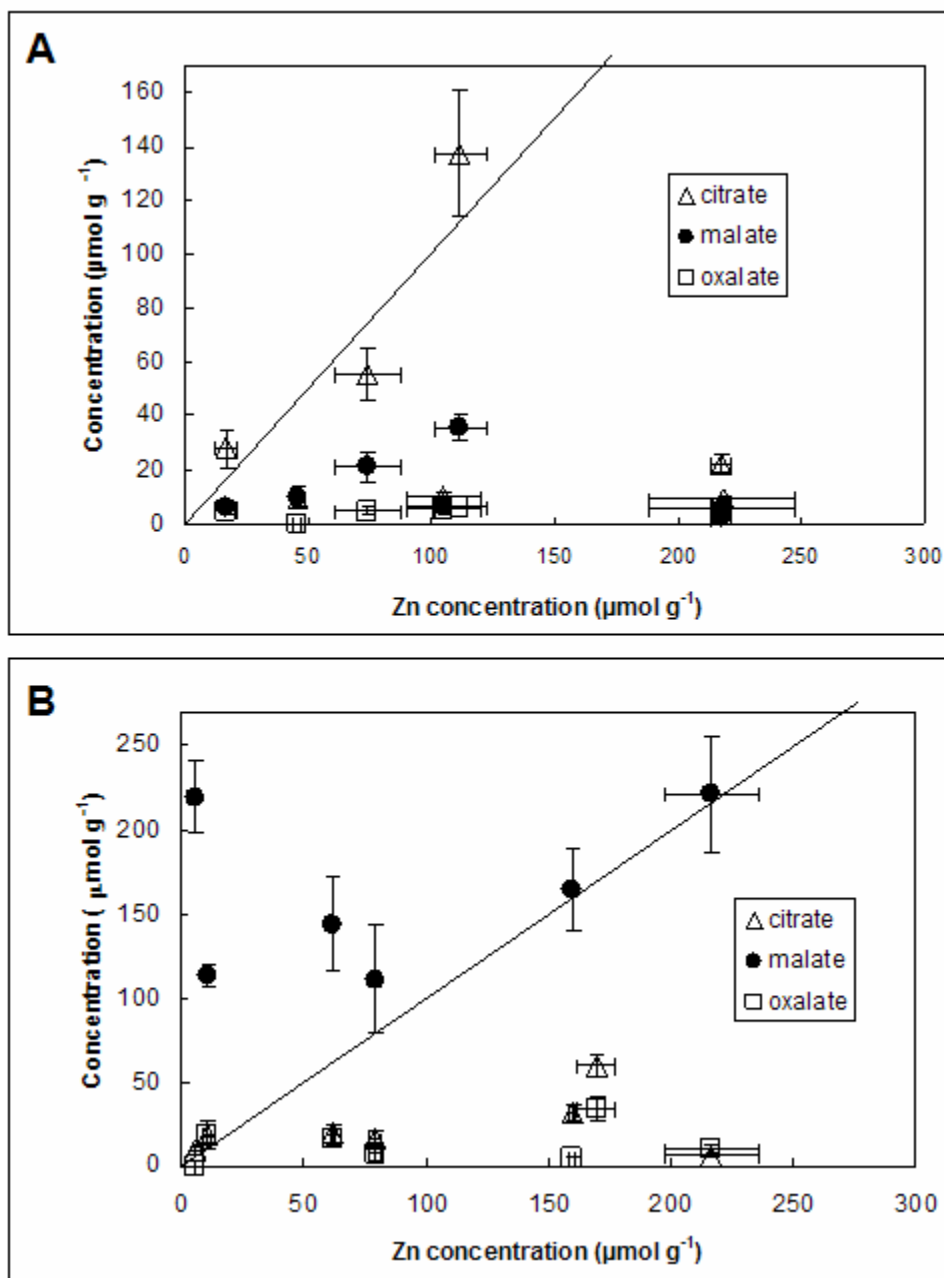 A
Concentration (µmol g⁻¹)
160
140
120
100
80
60
40
20
0
citrate
malate
oxalate
0 50 100 150 200 250 300
Zn concentration (µmol g⁻¹)
B
Concentration ( µmol g⁻¹)
250
200
150
100
50
0
citrate
malate
oxalate
0 50 100 150 200 250 300
Zn concentration (µmol g⁻¹)